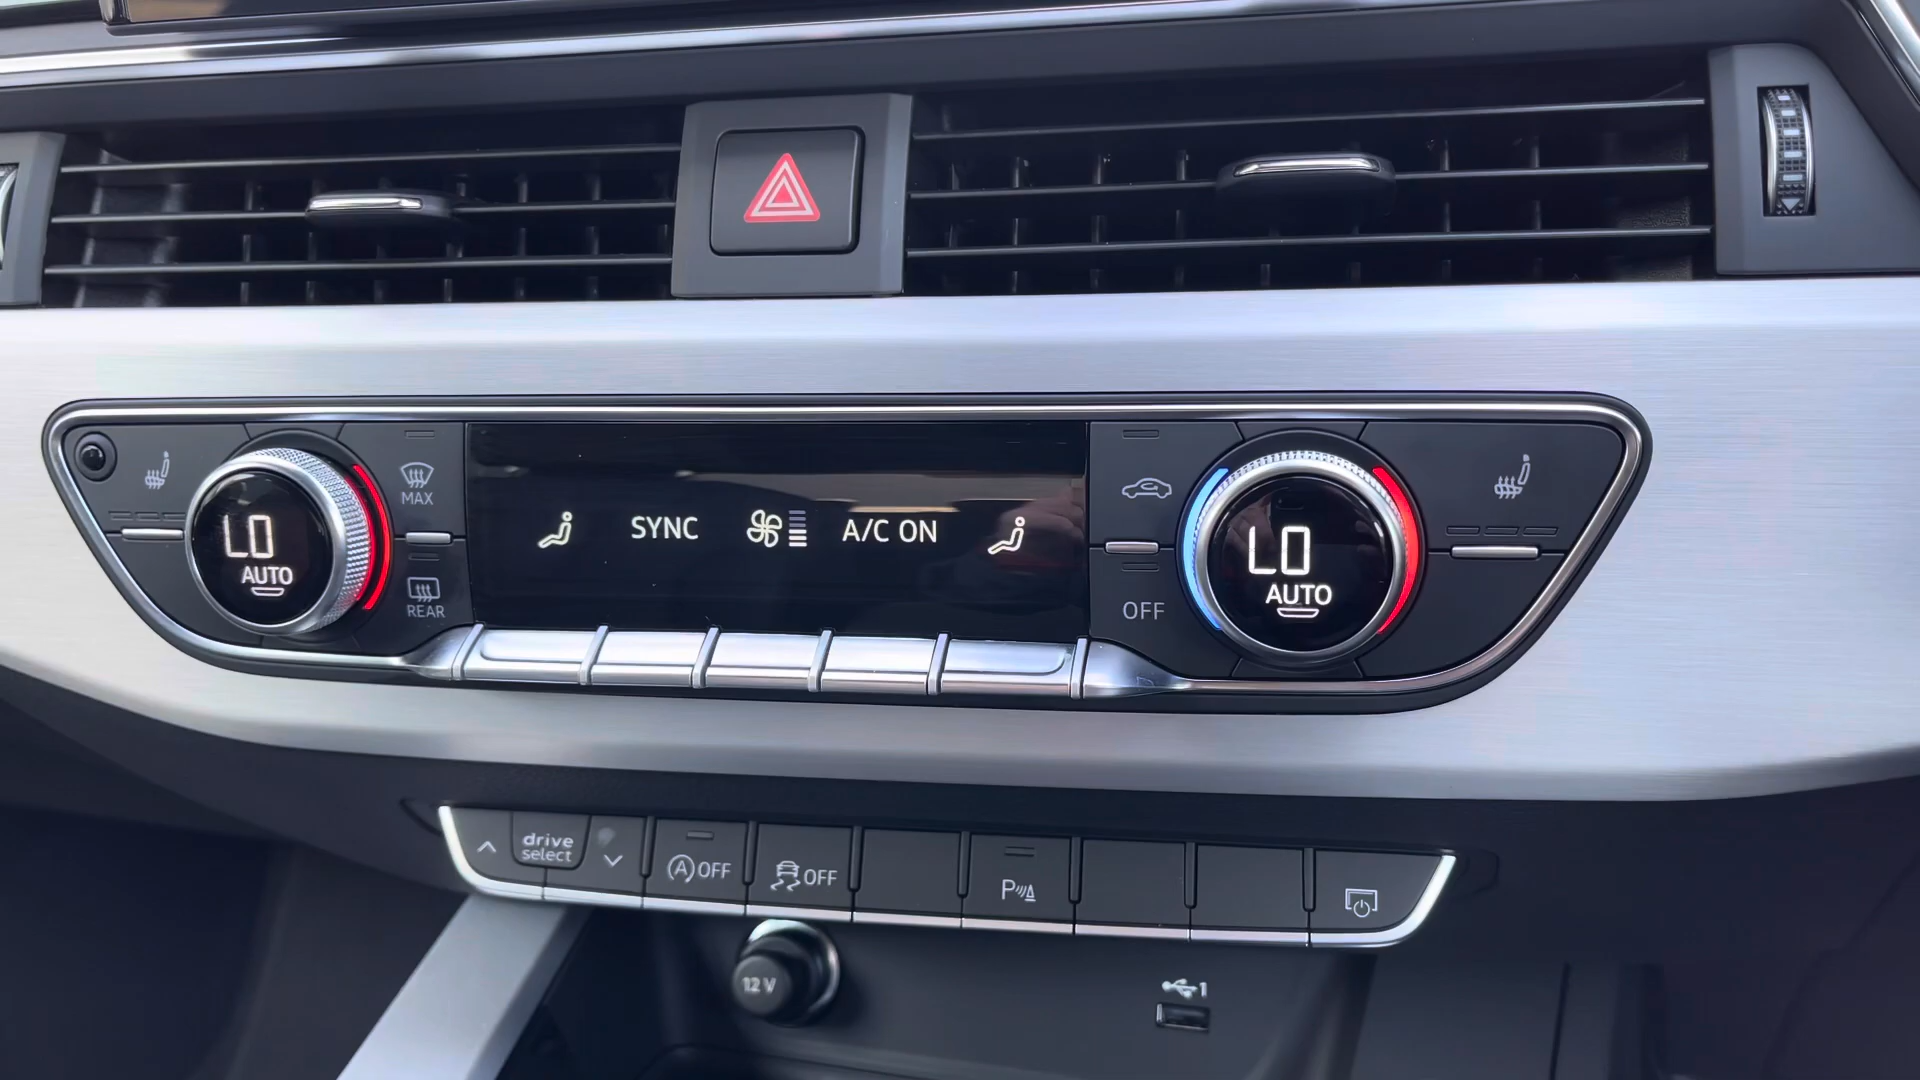 MAX
LO
AUTO
REAR
SYNC
A/C ON
OFF
LO
AUTO
drive
select
A OFF
OFF
P
12 V
1